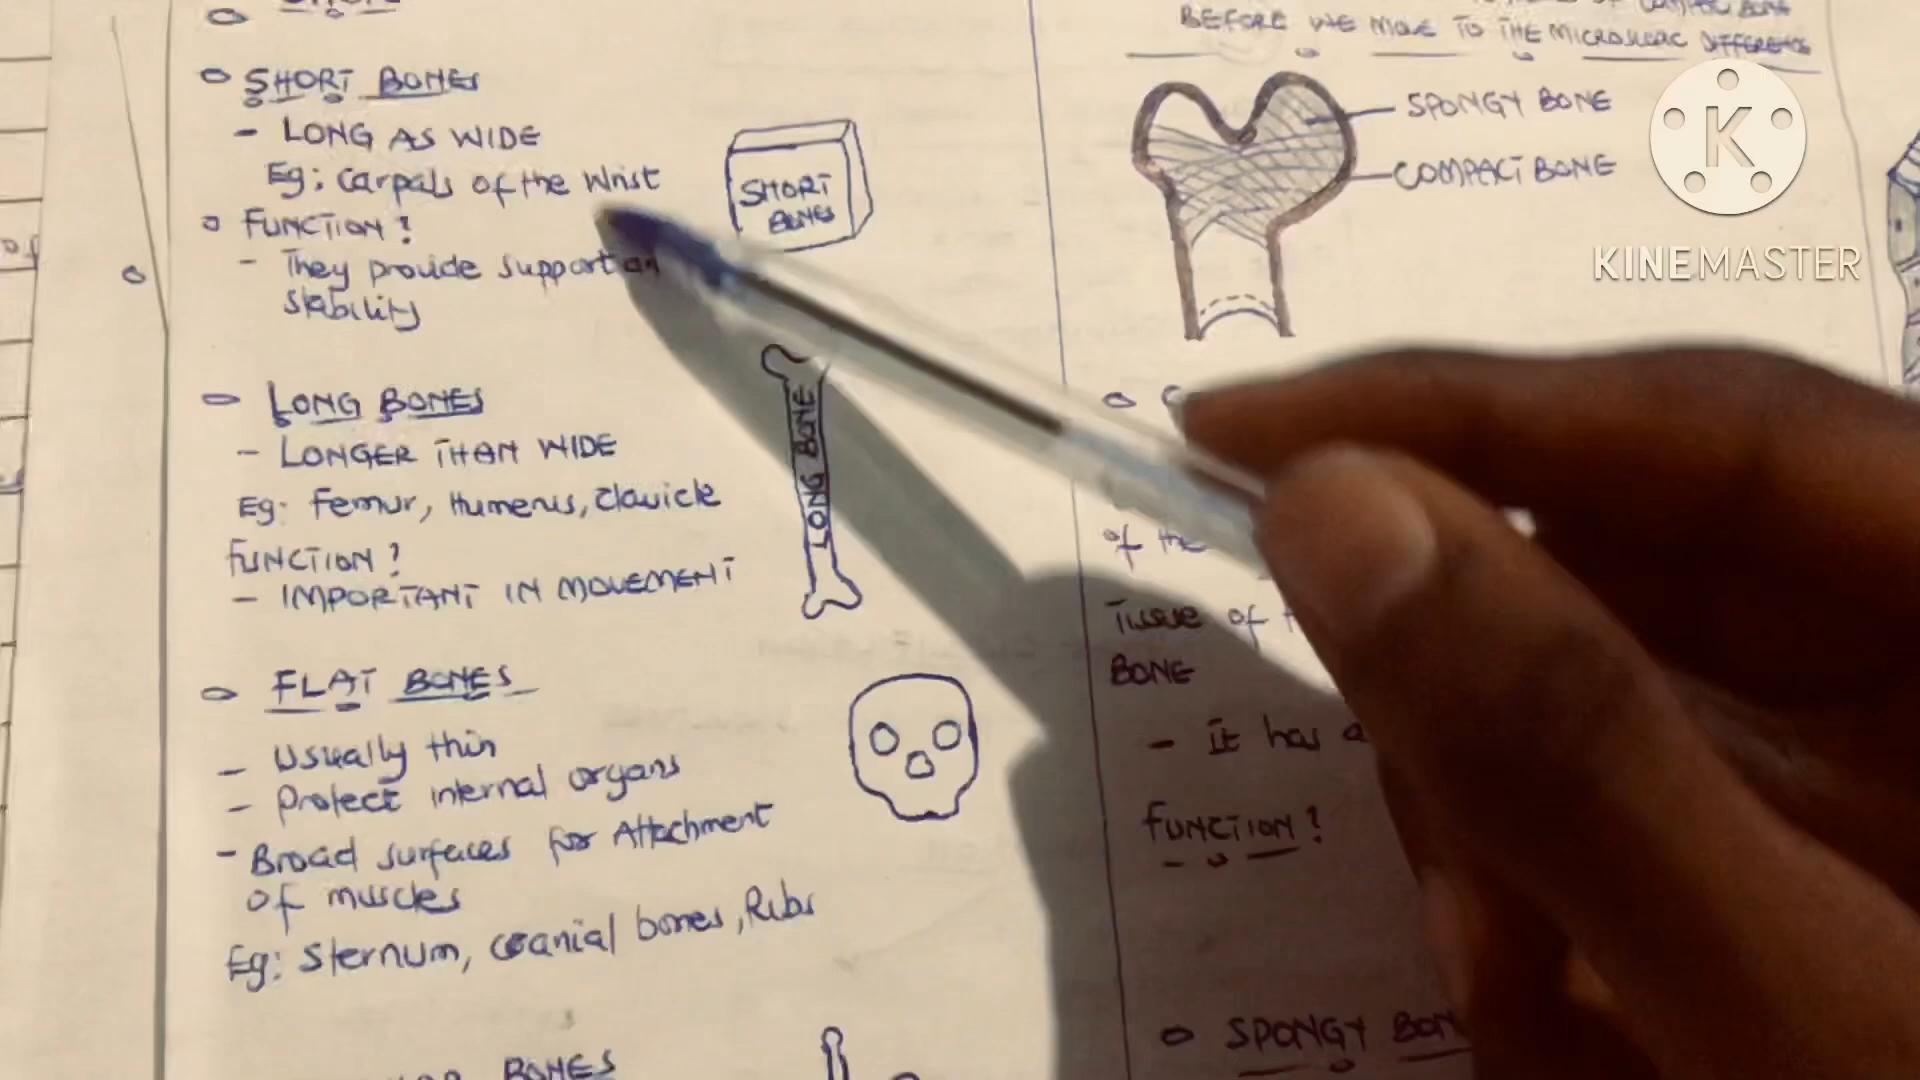 SHORT BONES
- LONG AS WIDE
Eg: Carpals of the Wrist
FUNCTION?
- They provide support an
stability
SHORT
BONES
LONG BONES
- LONGER THAN WIDE
Eg: Femur, Humerus, Clavicle
FUNCTION?
- IMPORTANT IN MOVEMENT
LONG BONE
FLAT BONES
- Usually thin
- Protect internal organs
- Broad surfaces for Attachment
of muscles
Eg: Sternum, cranial bones, Ribs
BONES
BEFORE WE MOVE TO THE MICROSCOPIC DIFFERENCE
SPONGY BONE
COMPACT BONE
of the
Tissue of
BONE
- It has a
FUNCTION?
SPONGY BON
K
KINEMASTER